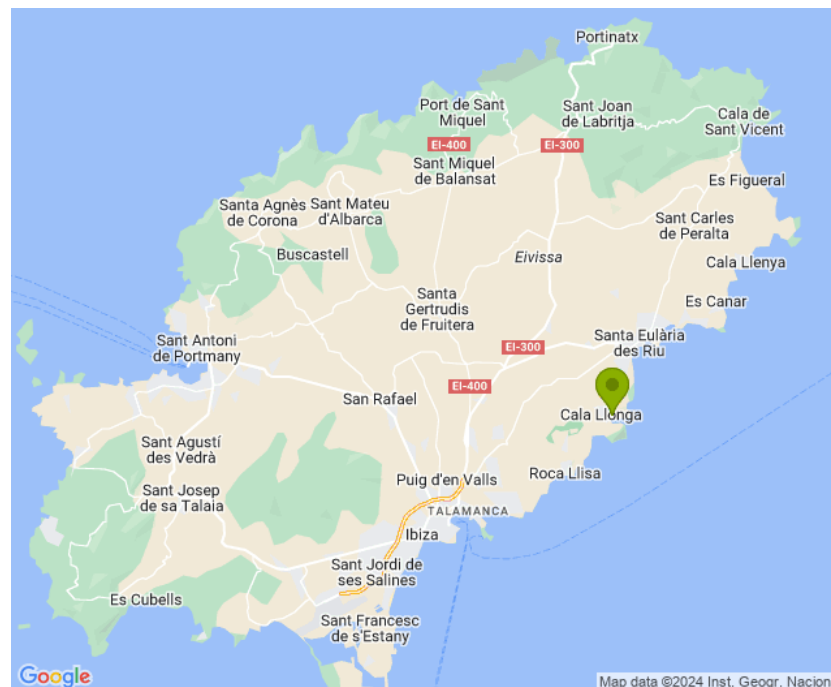 Portinatx
Port de Sant
Miquel
Sant Joan
de Labritja
Cala de
Sant Vicent
EI-400
EI-300
Sant Miquel
de Balansat
Es Figueral
Santa Agnès
de Corona
Sant Mateu
d'Albarca
Sant Carles
de Peralta
Buscastell
Eivissa
Cala Llenya
Santa
Gertrudis
de Fruitera
Es Canar
Sant Antoni
de Portmany
Santa Eulària
des Riu
EI-300
EI-400
San Rafael
Cala Llonga
Sant Agustí
des Vedrà
Roca Llisa
Puig d'en Valls
Sant Josep
de sa Talaia
TALAMANCA
Ibiza
Sant Jordi de
ses Salines
Es Cubells
Sant Francesc
de s'Estany
Google
Map data ©2024 Inst. Geogr. Nacion